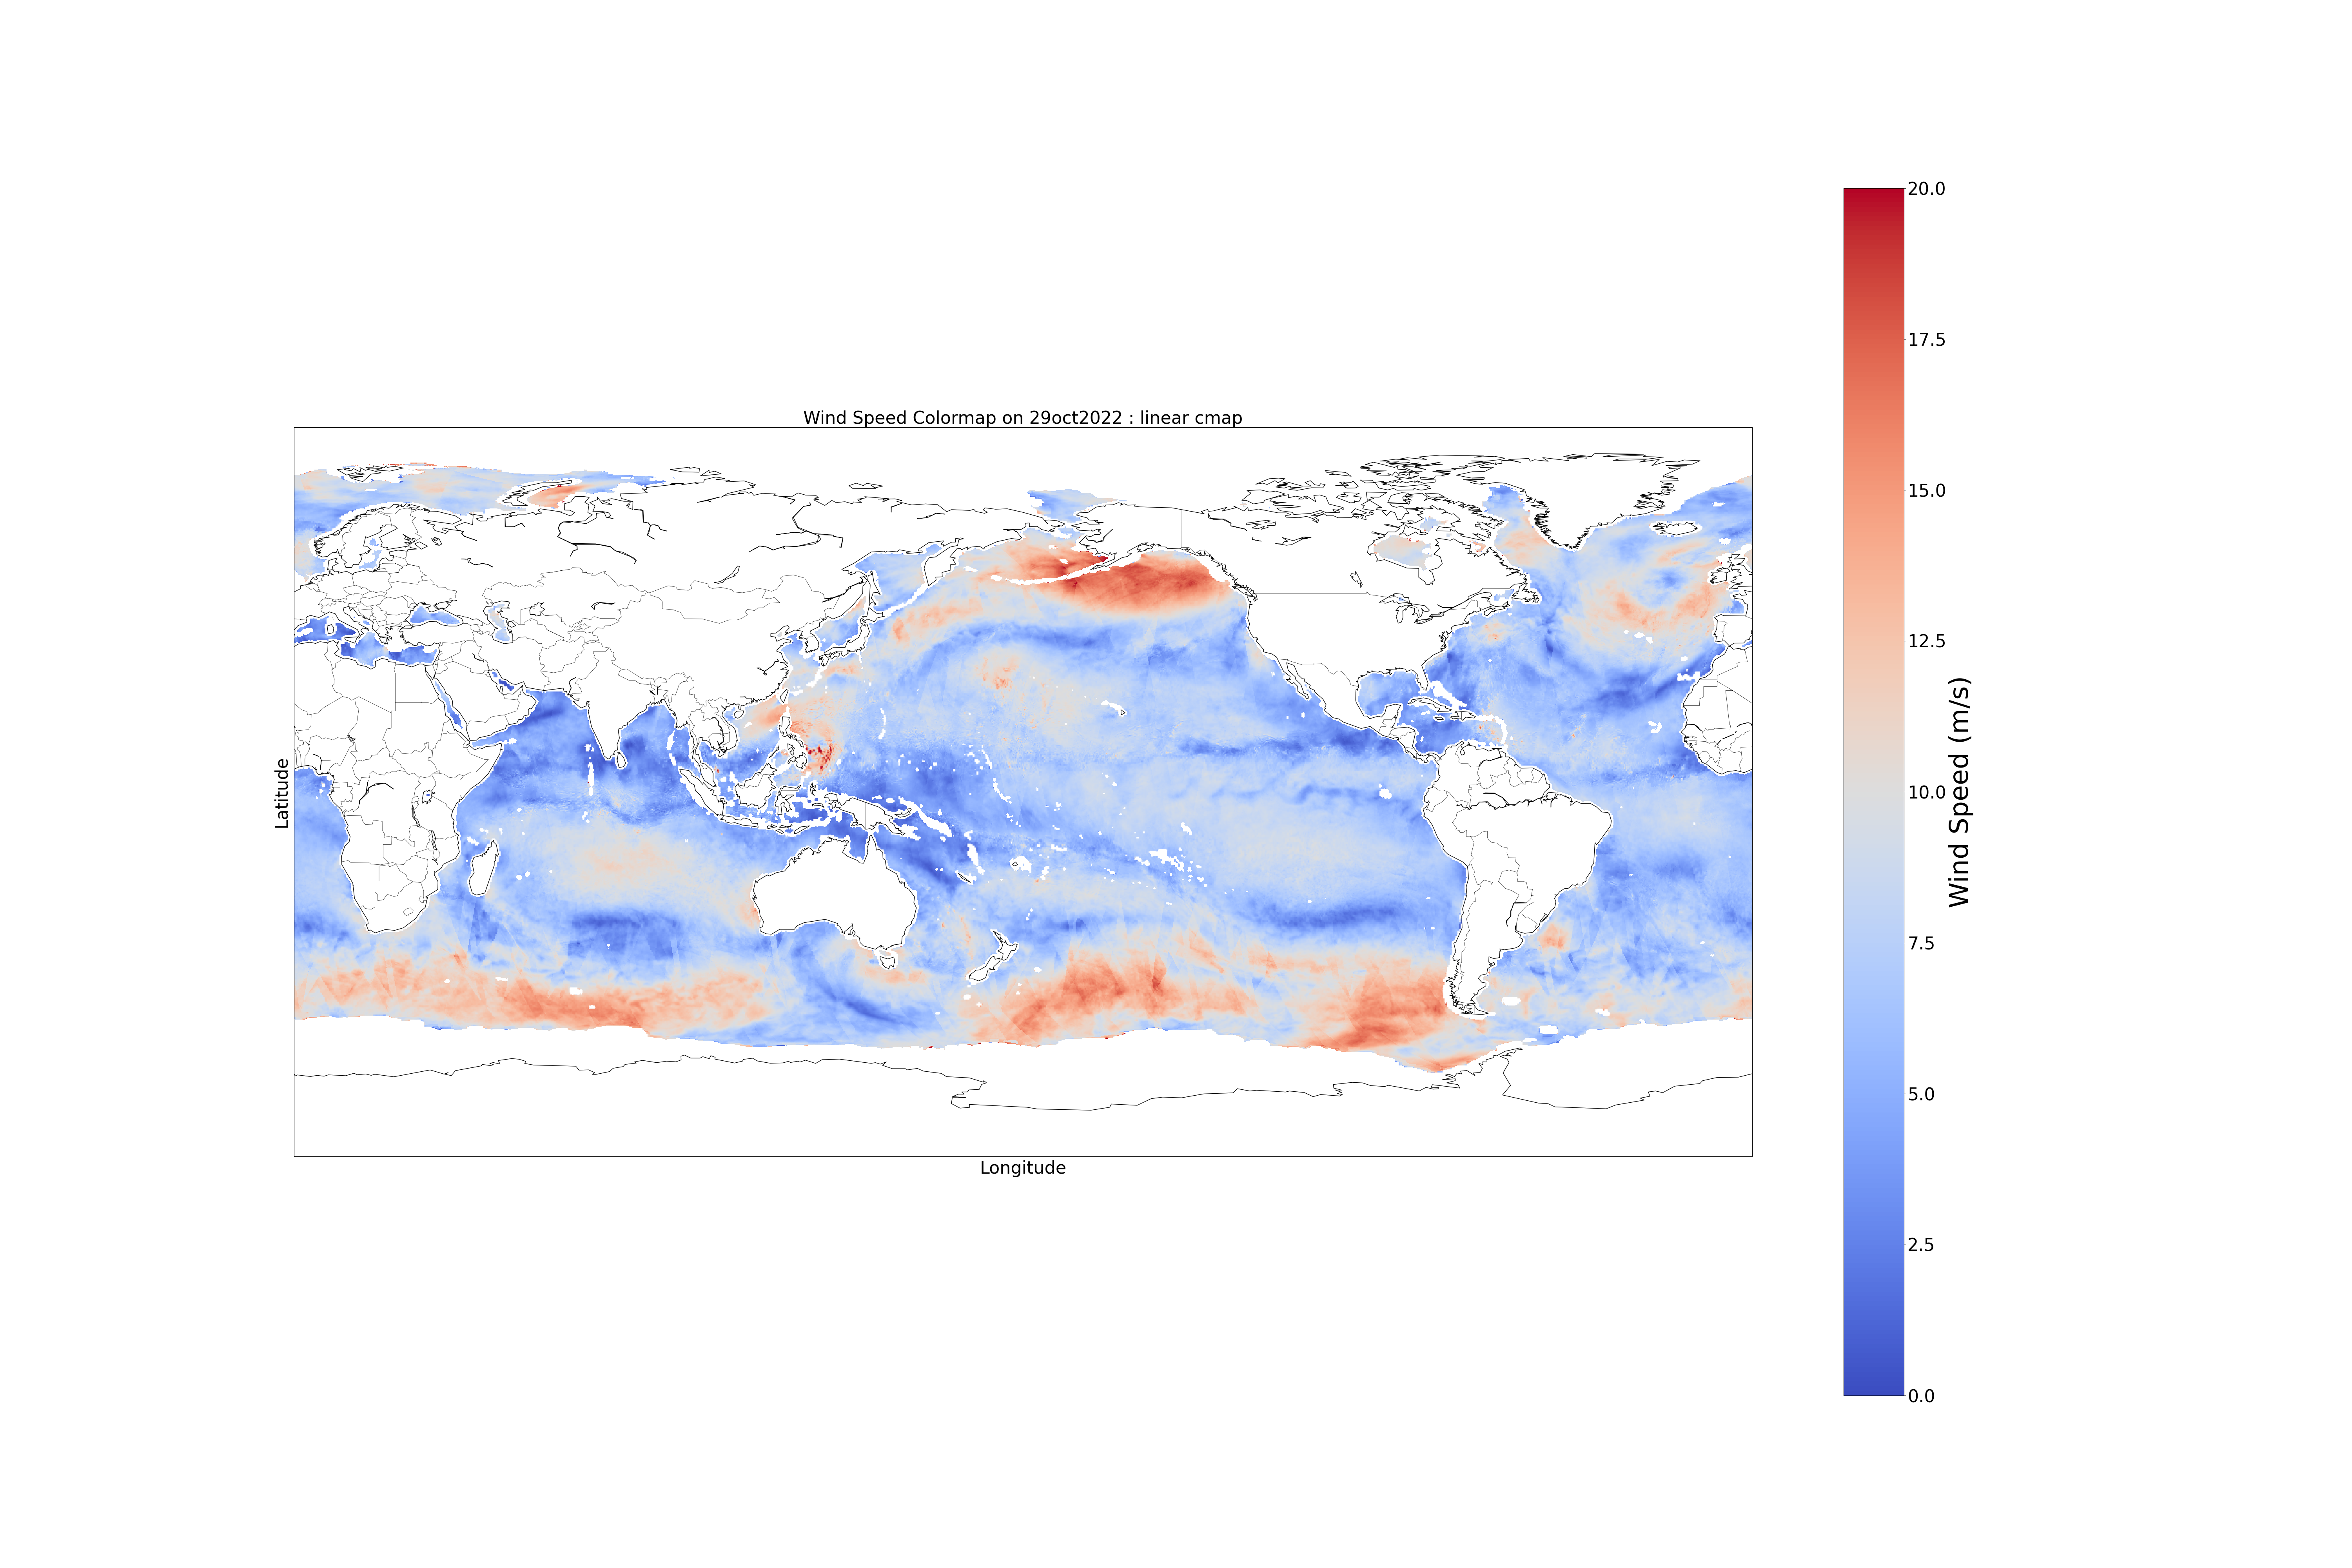 Wind Speed Colormap on 29oct2022 : linear cmap
Latitude
Longitude
20.0
17.5
15.0
12.5
10.0
7.5
5.0
2.5
0.0
Wind Speed (m/s)